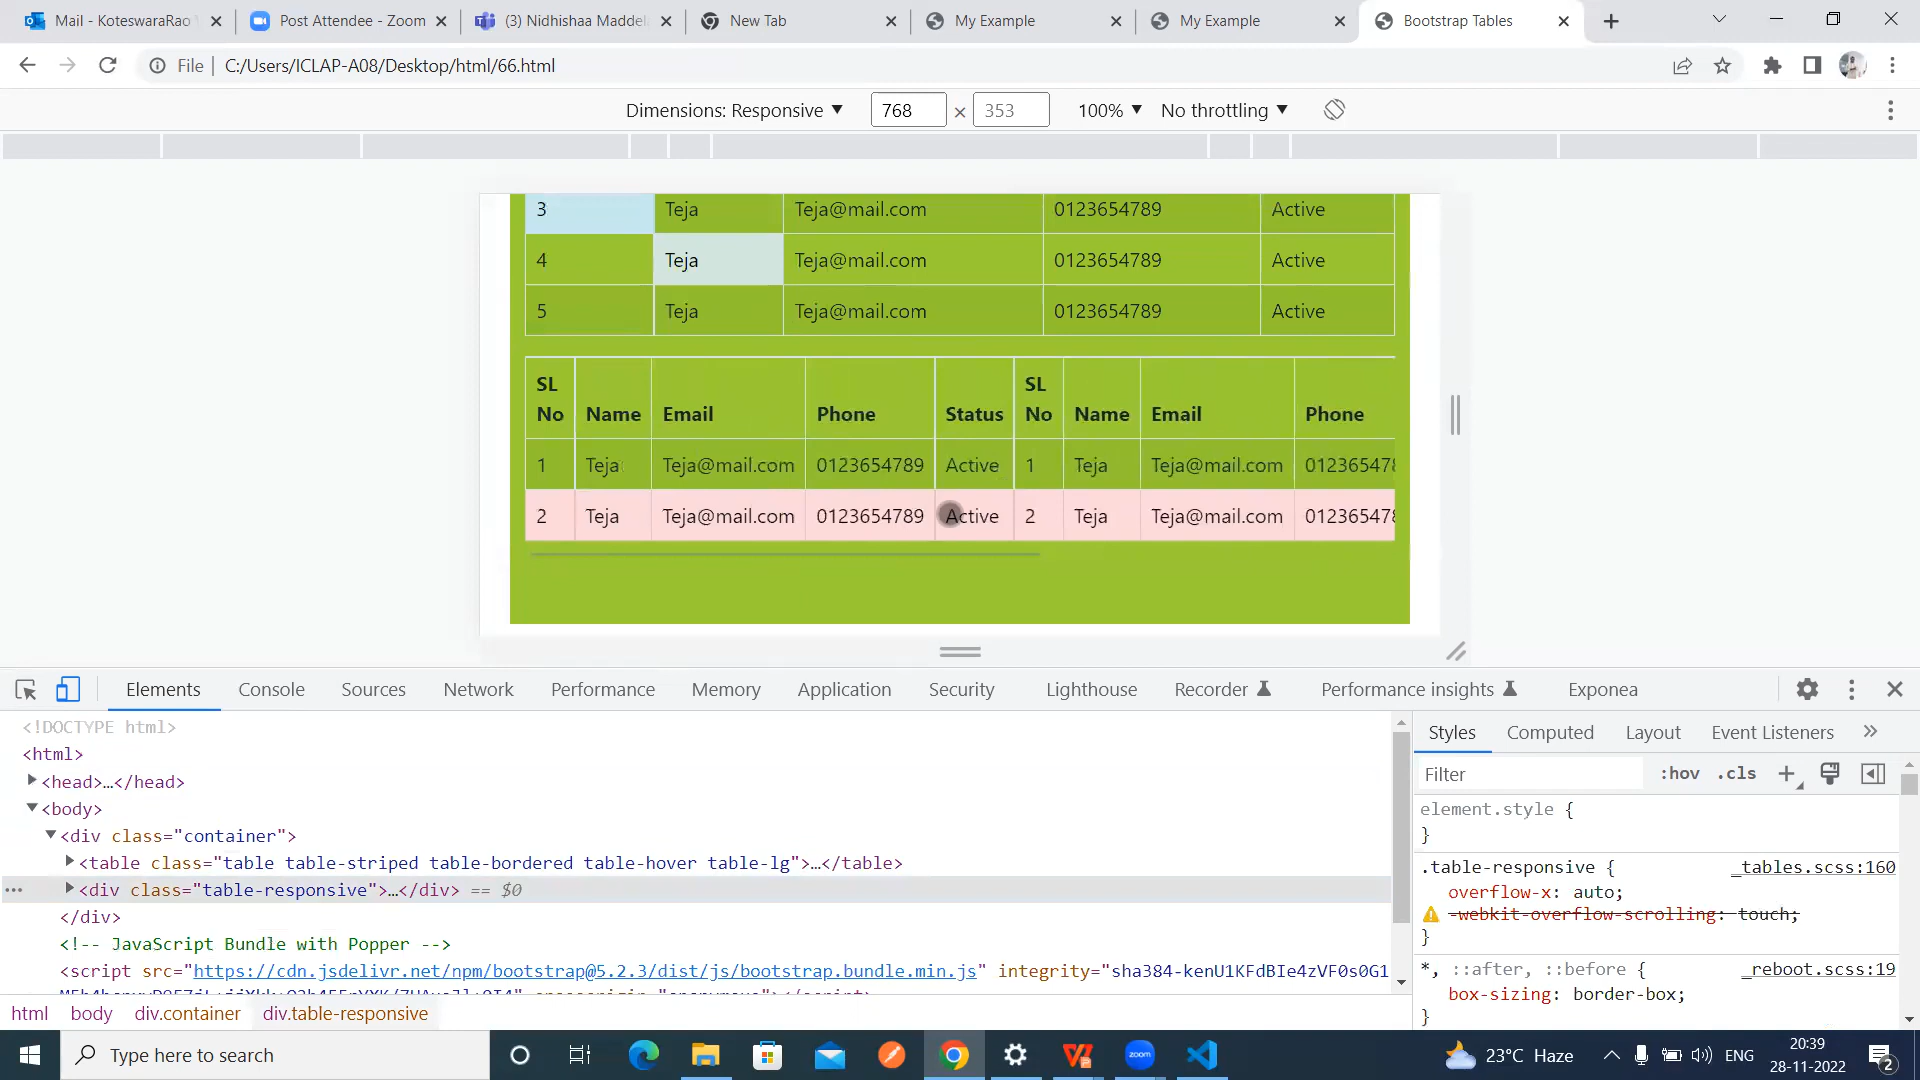 Mail - KoteswaraRao Post Attendee - Zoom (3) Nidhishaa Maddel New Tab My Example My Example Bootstrap Tables
File C:/Users/ICLAP-A08/Desktop/html/66.html
Dimensions: Responsive 768 × 353 100% No throttling
3 Teja Teja@mail.com 0123654789 Active
4 Teja Teja@mail.com 0123654789 Active
5 Teja Teja@mail.com 0123654789 Active
SL No Name Email Phone Status SL No Name Email Phone
1 Teja Teja@mail.com 0123654789 Active 1 Teja Teja@mail.com 012365478
2 Teja Teja@mail.com 0123654789 Active 2 Teja Teja@mail.com 012365478
Elements Console Sources Network Performance Memory Application Security Lighthouse Recorder Performance insights Exponea
<!DOCTYPE html>
<html>
<head>…</head>
<body>
<div class="container">
<table class="table table-striped table-bordered table-hover table-lg">…</table>
<div class="table-responsive">…</div> == $0
</div>
<!-- JavaScript Bundle with Popper -->
<script src="https://cdn.jsdelivr.net/npm/bootstrap@5.2.3/dist/js/bootstrap.bundle.min.js" integrity="sha384-kenU1KFdBIe4zVF0s0G1
html body div.container div.table-responsive
Styles Computed Layout Event Listeners
Filter :hov .cls
element.style {
}
.table-responsive { _tables.scss:160
overflow-x: auto;
-webkit-overflow-scrolling: touch;
}
*, ::after, ::before { _reboot.scss:19
box-sizing: border-box;
}
Type here to search
zoom
23°C Haze ENG 20:39
28-11-2022 2